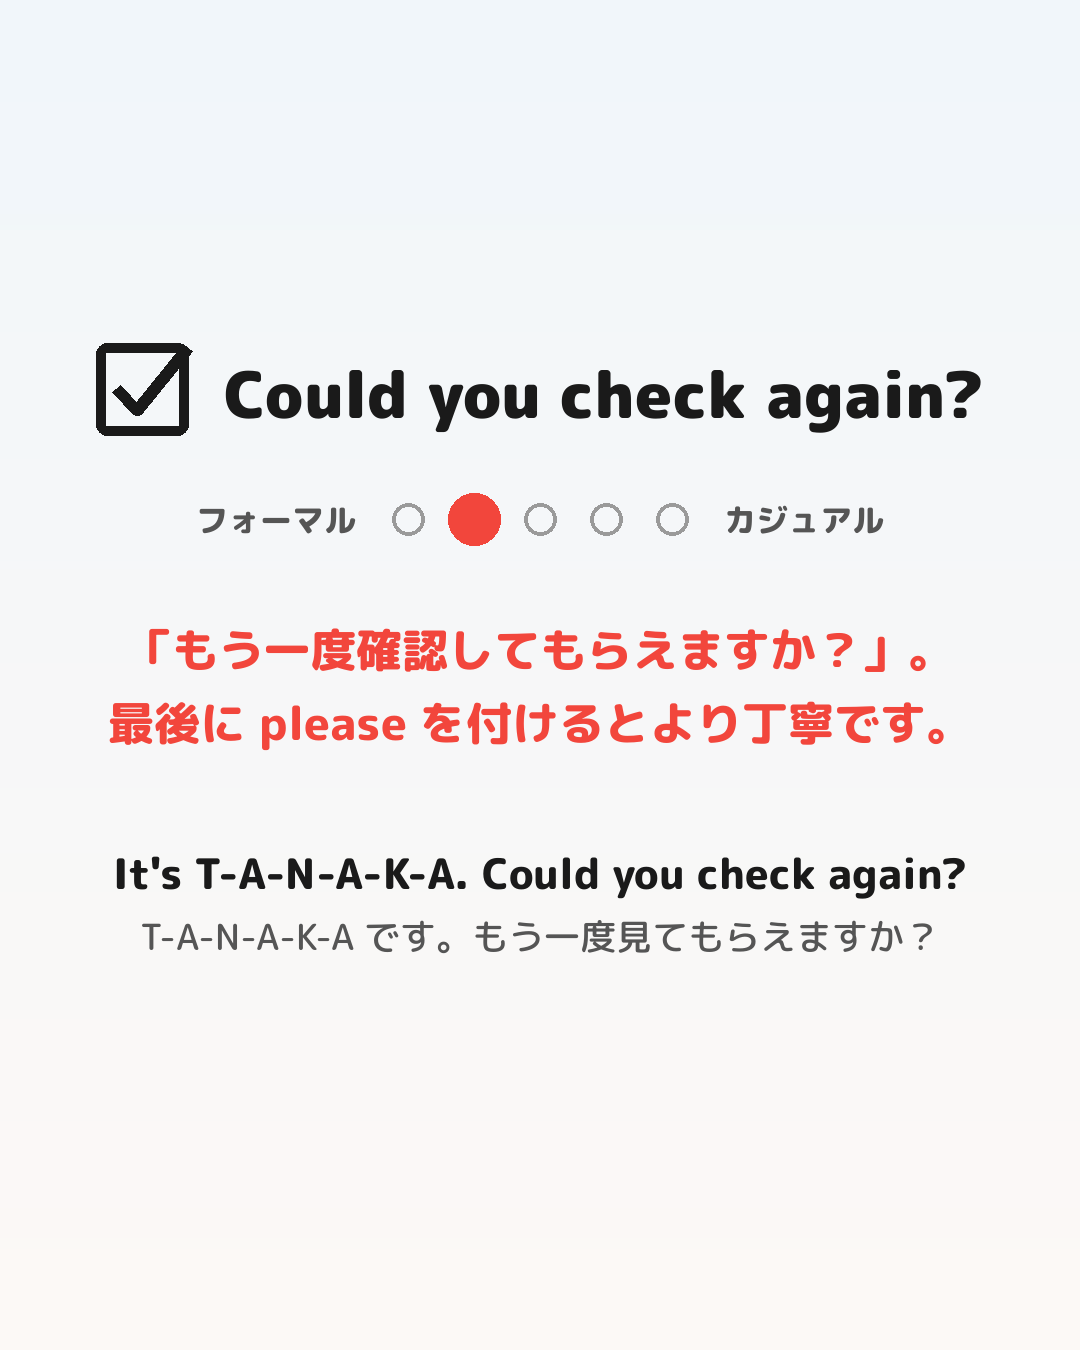 Could you check again?
フォーマル カジュアル
「もう一度確認してもらえますか？」。
最後に please を付けるとより丁寧です。
It's T-A-N-A-K-A. Could you check again?
T-A-N-A-K-A です。もう一度見てもらえますか？